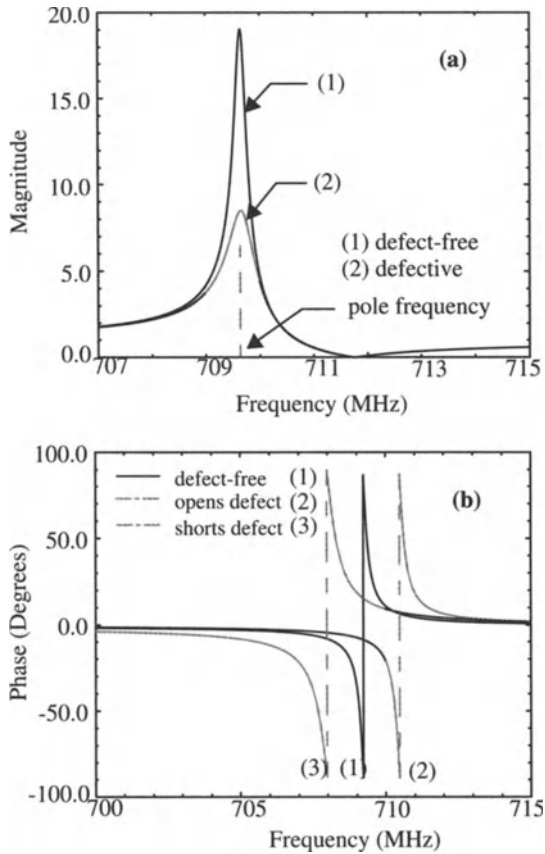 20.0
(a)
(1)
15.0
Magnitude
10.0
(2)
(1) defect-free
(2) defective
5.0
pole frequency
0.0
707 709 711 713 715
Frequency (MHz)
100.0
defect-free (1)
(b)
opens defect (2)
shorts defect (3)
50.0
Phase (Degrees)
0.0
-50.0
(3) (1) (2)
-100.0
700 705 710 715
Frequency (MHz)